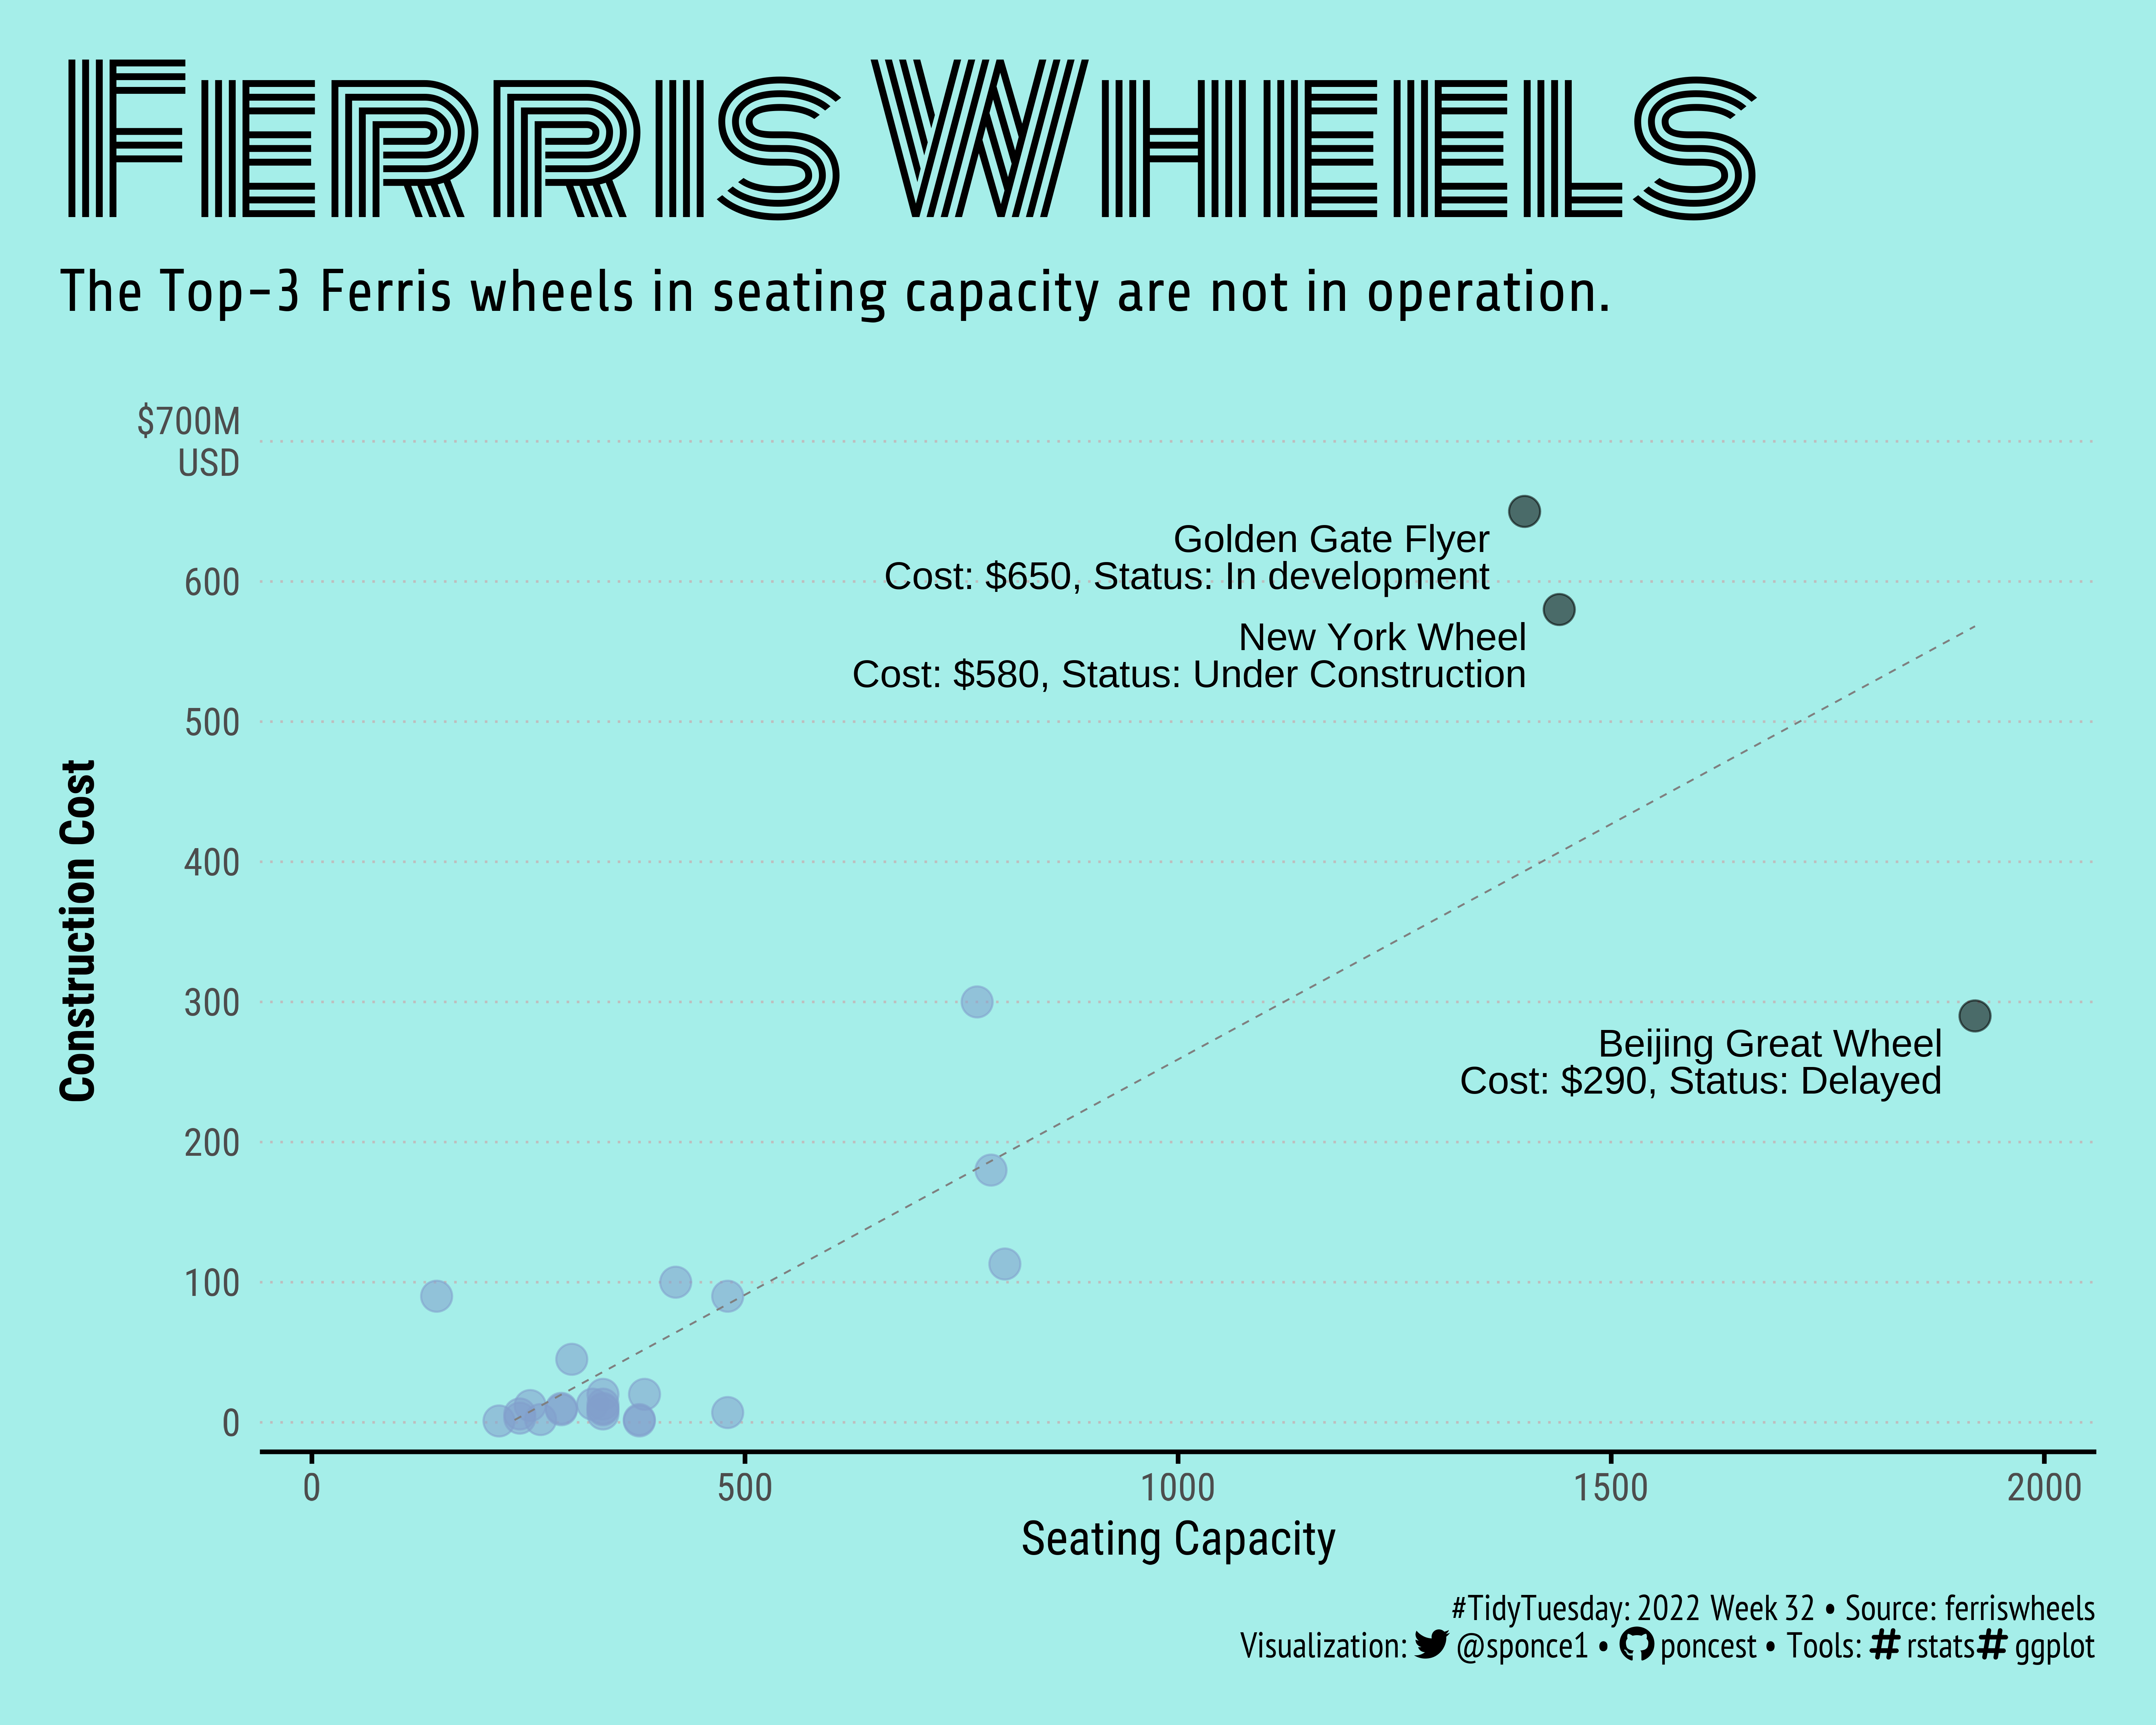 Ferris Wheels
The Top-3 Ferris wheels in seating capacity are not in operation.
$700M
USD
600
500
400
300
200
100
0
Construction Cost
Golden Gate Flyer
Cost: $650, Status: In development
New York Wheel
Cost: $580, Status: Under Construction
Beijing Great Wheel
Cost: $290, Status: Delayed
0 500 1000 1500 2000
Seating Capacity
#TidyTuesday: 2022 Week 32 • Source: ferriswheels
Visualization: @sponce1 • poncest • Tools: # rstats# ggplot